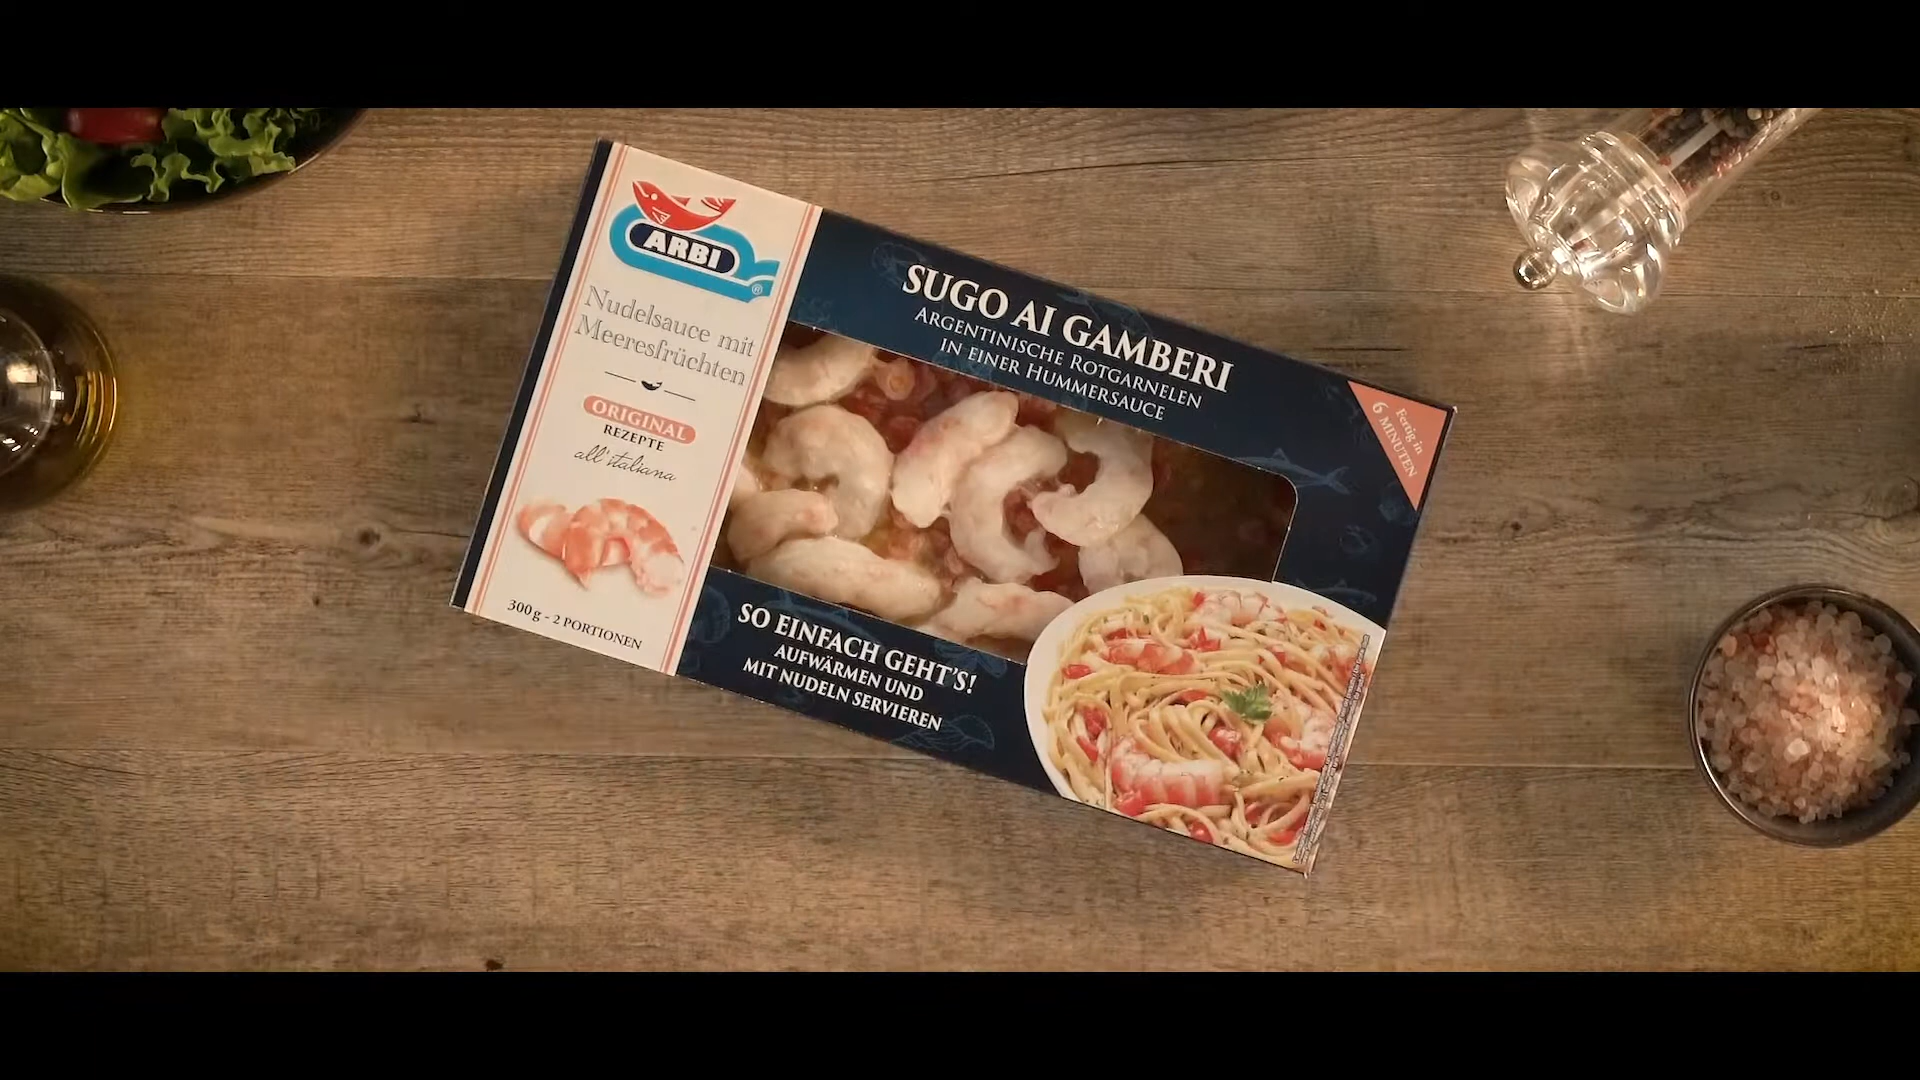 ARBI
®
Nudelsauce mit
Meeresfrüchten
ORIGINAL
REZEPTE
all'italiana
300g - 2 PORTIONEN
SUGO AI GAMBERI
ARGENTINISCHE ROTGARNELEN
IN EINER HUMMERSAUCE
Fertig in
6 MINUTEN
SO EINFACH GEHT'S!
AUFWÄRMEN UND
MIT NUDELN SERVIEREN